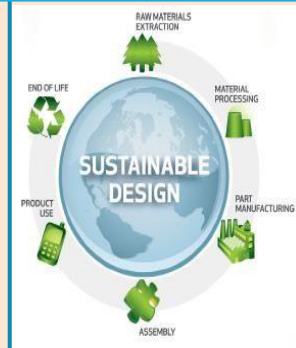 RAW MATERIALS
EXTRACTION
END OF LIFE
MATERIAL
PROCESSING
SUSTAINABLE
DESIGN
PRODUCT
USE
PART
MANUFACTURING
ASSEMBLY